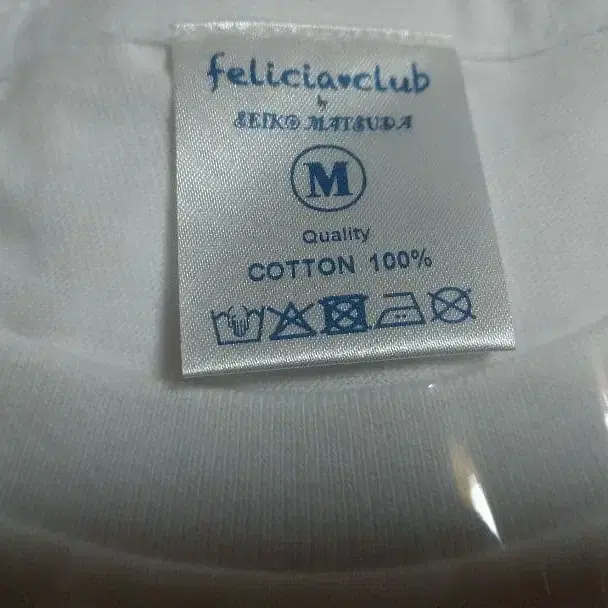 felicia♥club
by
SEIKO MATSUDA
M
Quality
COTTON 100%